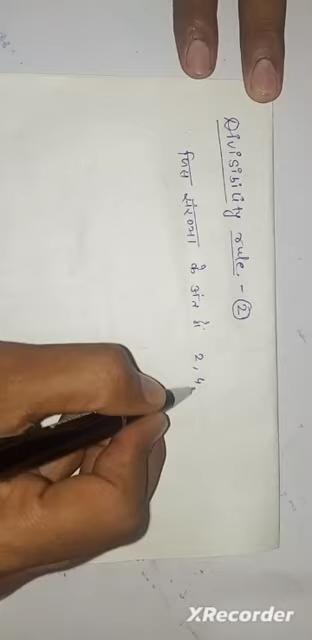 Divisibility rule - ②
जिस संख्या के अंत में 2, 4,
XRecorder